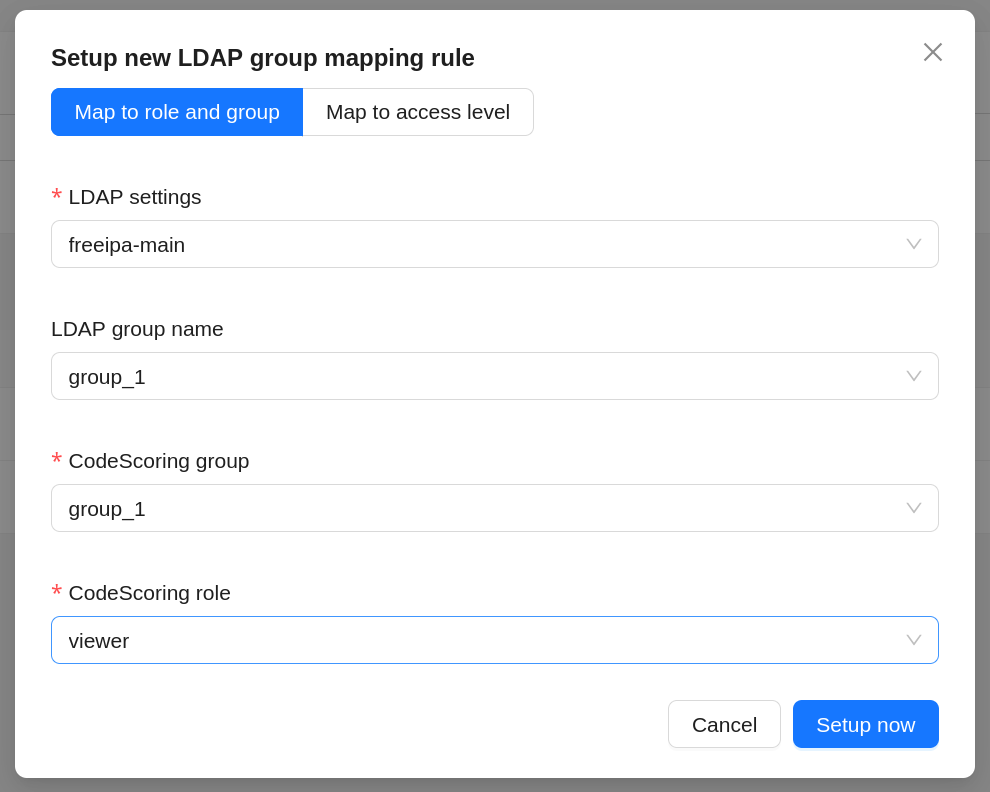 Setup new LDAP group mapping rule
Map to role and group
Map to access level
* LDAP settings
freeipa-main
LDAP group name
group_1
* CodeScoring group
group_1
* CodeScoring role
viewer
Cancel
Setup now